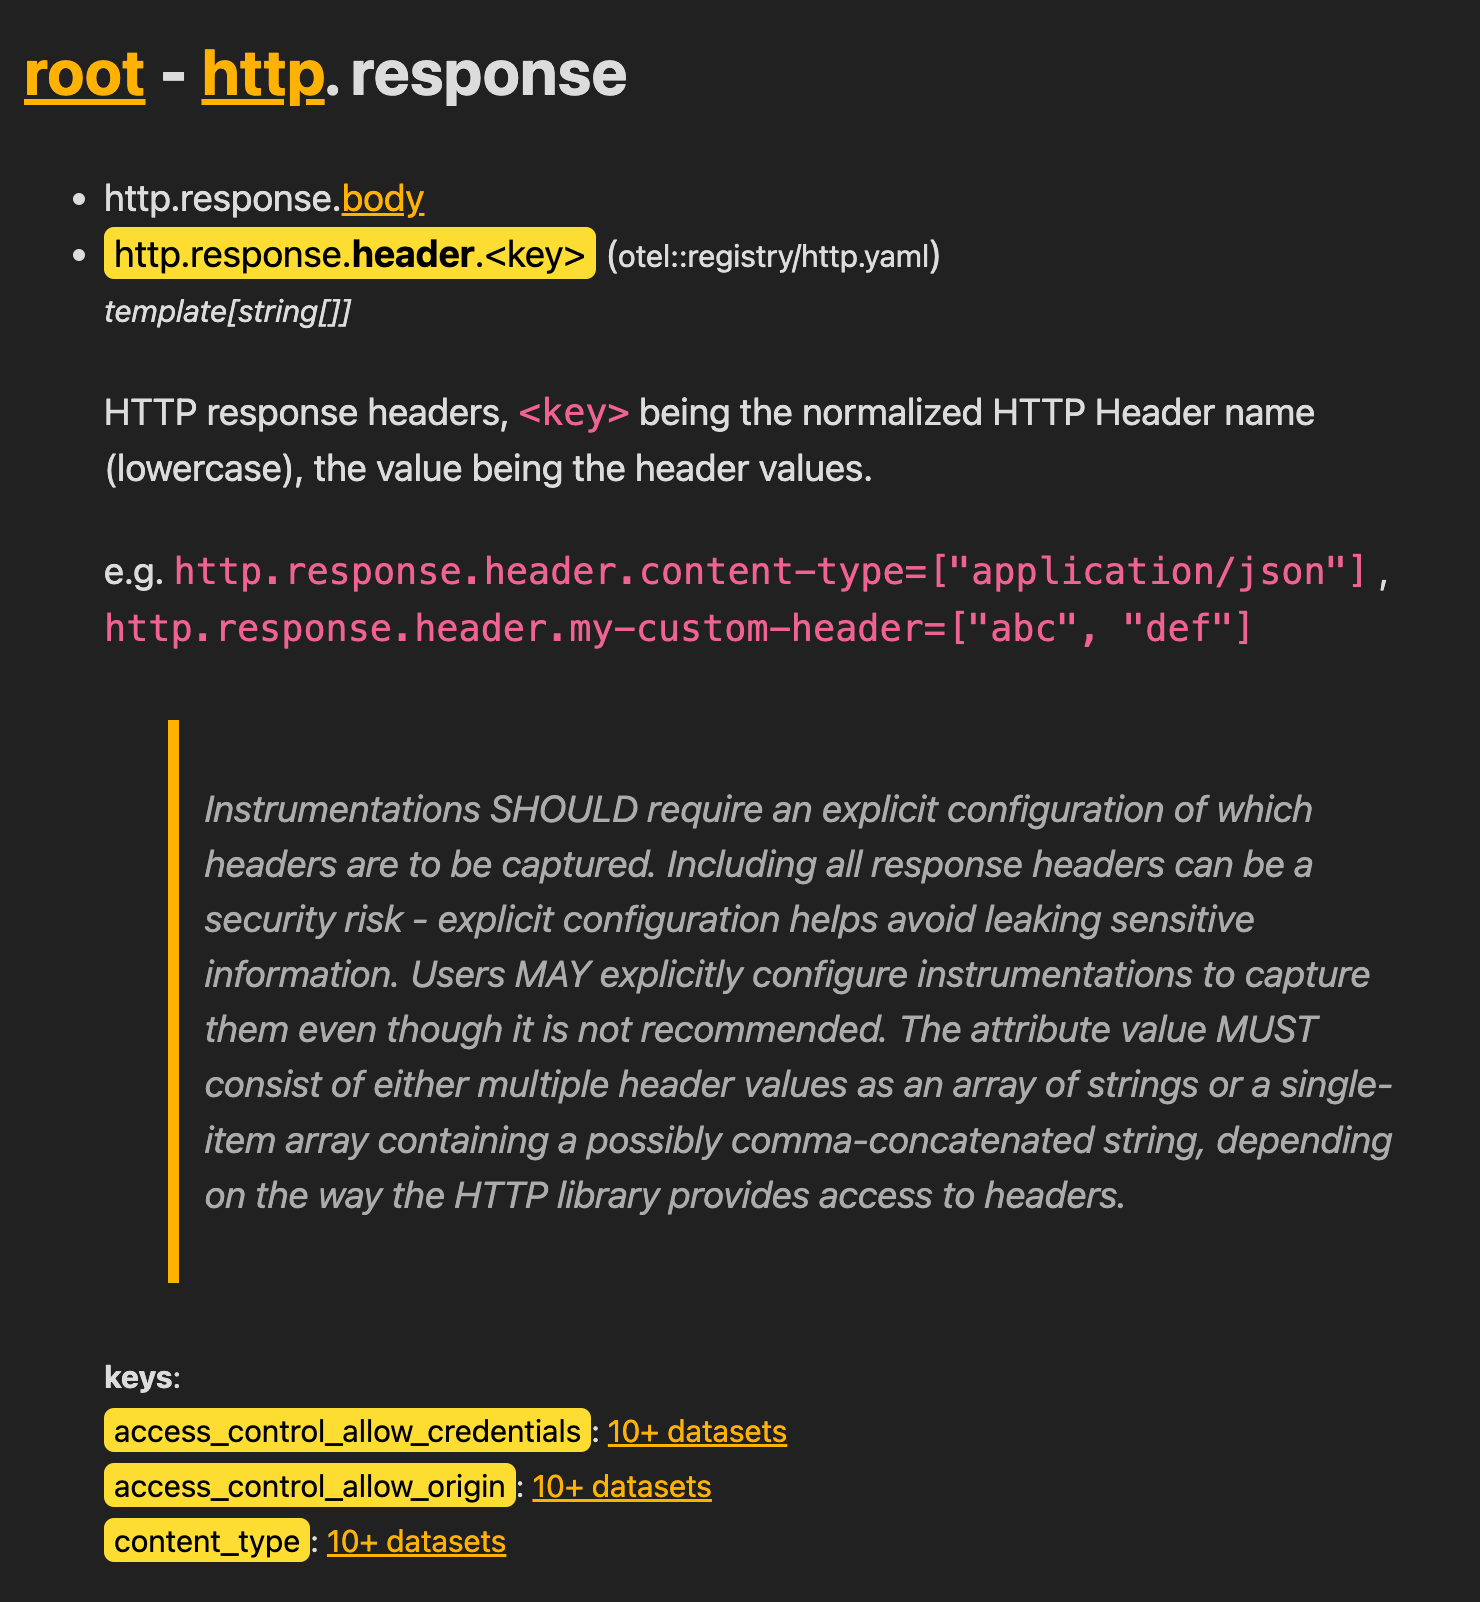 root - http. response
• http.response.body
• http.response.header.<key> (otel::registry/http.yaml)
template[string[]]
HTTP response headers, <key> being the normalized HTTP Header name
(lowercase), the value being the header values.
e.g. http.response.header.content-type=["application/json"] ,
http.response.header.my-custom-header=["abc", "def"]
Instrumentations SHOULD require an explicit configuration of which
headers are to be captured. Including all response headers can be a
security risk - explicit configuration helps avoid leaking sensitive
information. Users MAY explicitly configure instrumentations to capture
them even though it is not recommended. The attribute value MUST
consist of either multiple header values as an array of strings or a single-
item array containing a possibly comma-concatenated string, depending
on the way the HTTP library provides access to headers.
keys:
access_control_allow_credentials: 10+ datasets
access_control_allow_origin: 10+ datasets
content_type: 10+ datasets